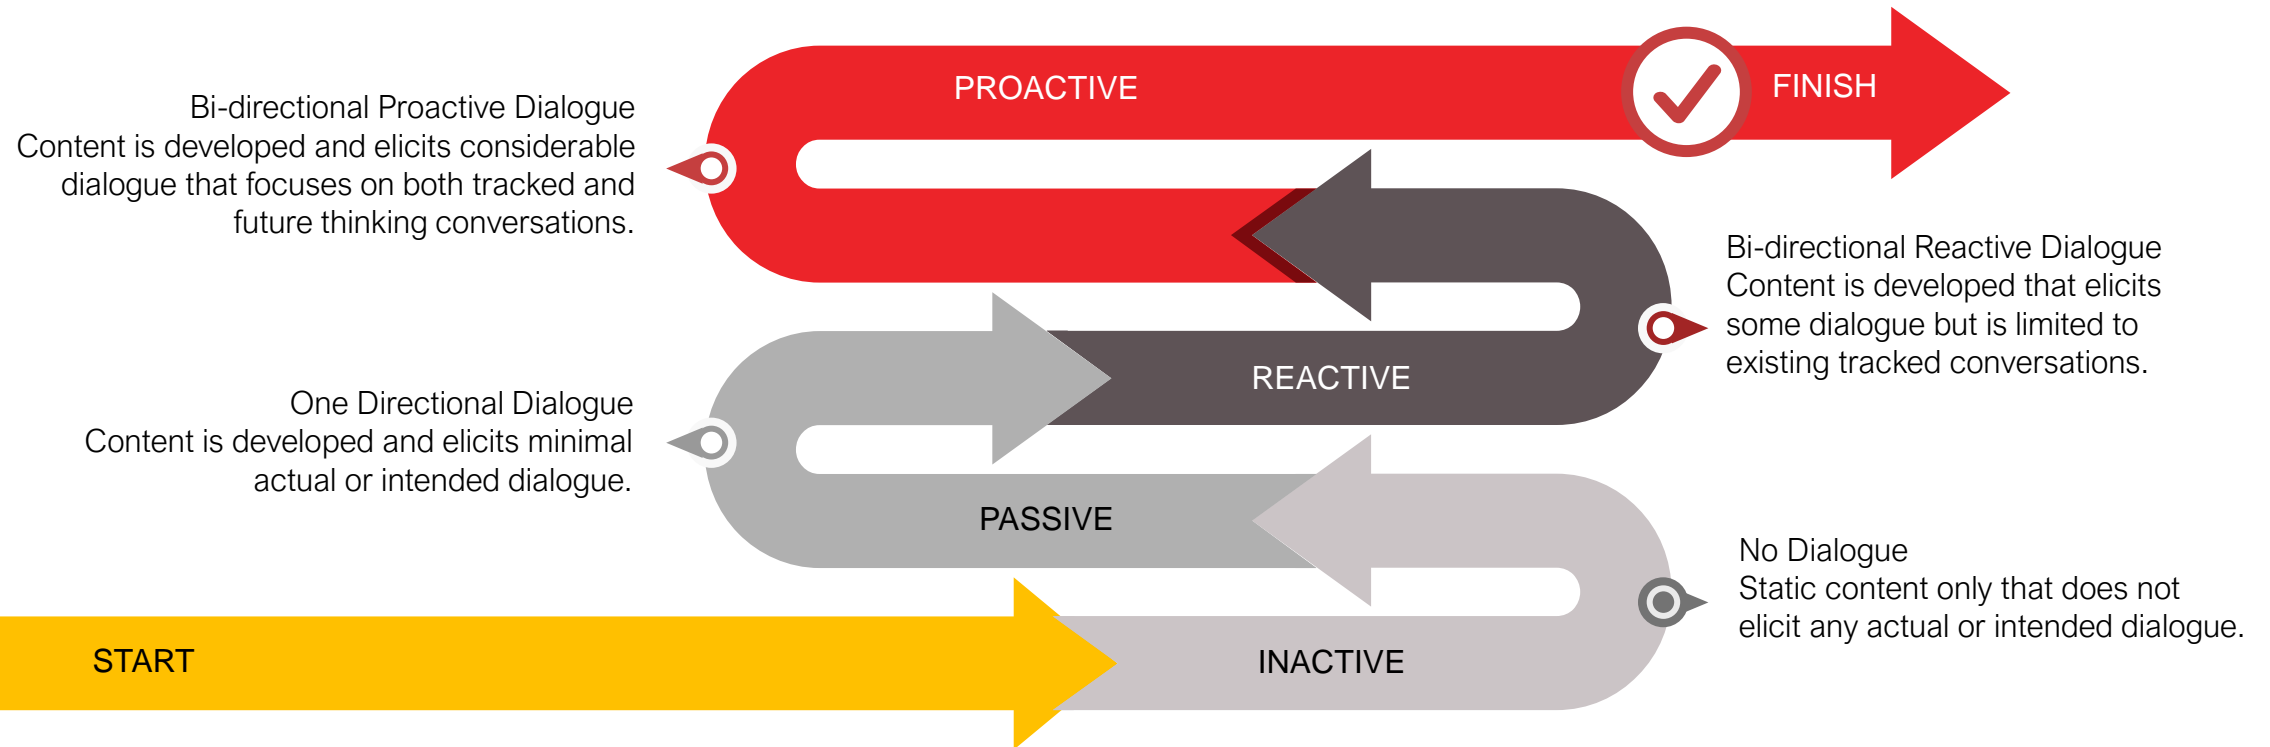 PROACTIVE
FINISH
Bi-directional Proactive Dialogue
Content is developed and elicits considerable
dialogue that focuses on both tracked and
future thinking conversations.
Bi-directional Reactive Dialogue
Content is developed that elicits
some dialogue but is limited to
existing tracked conversations.
REACTIVE
One Directional Dialogue
Content is developed and elicits minimal
actual or intended dialogue.
PASSIVE
No Dialogue
Static content only that does not
elicit any actual or intended dialogue.
START
INACTIVE